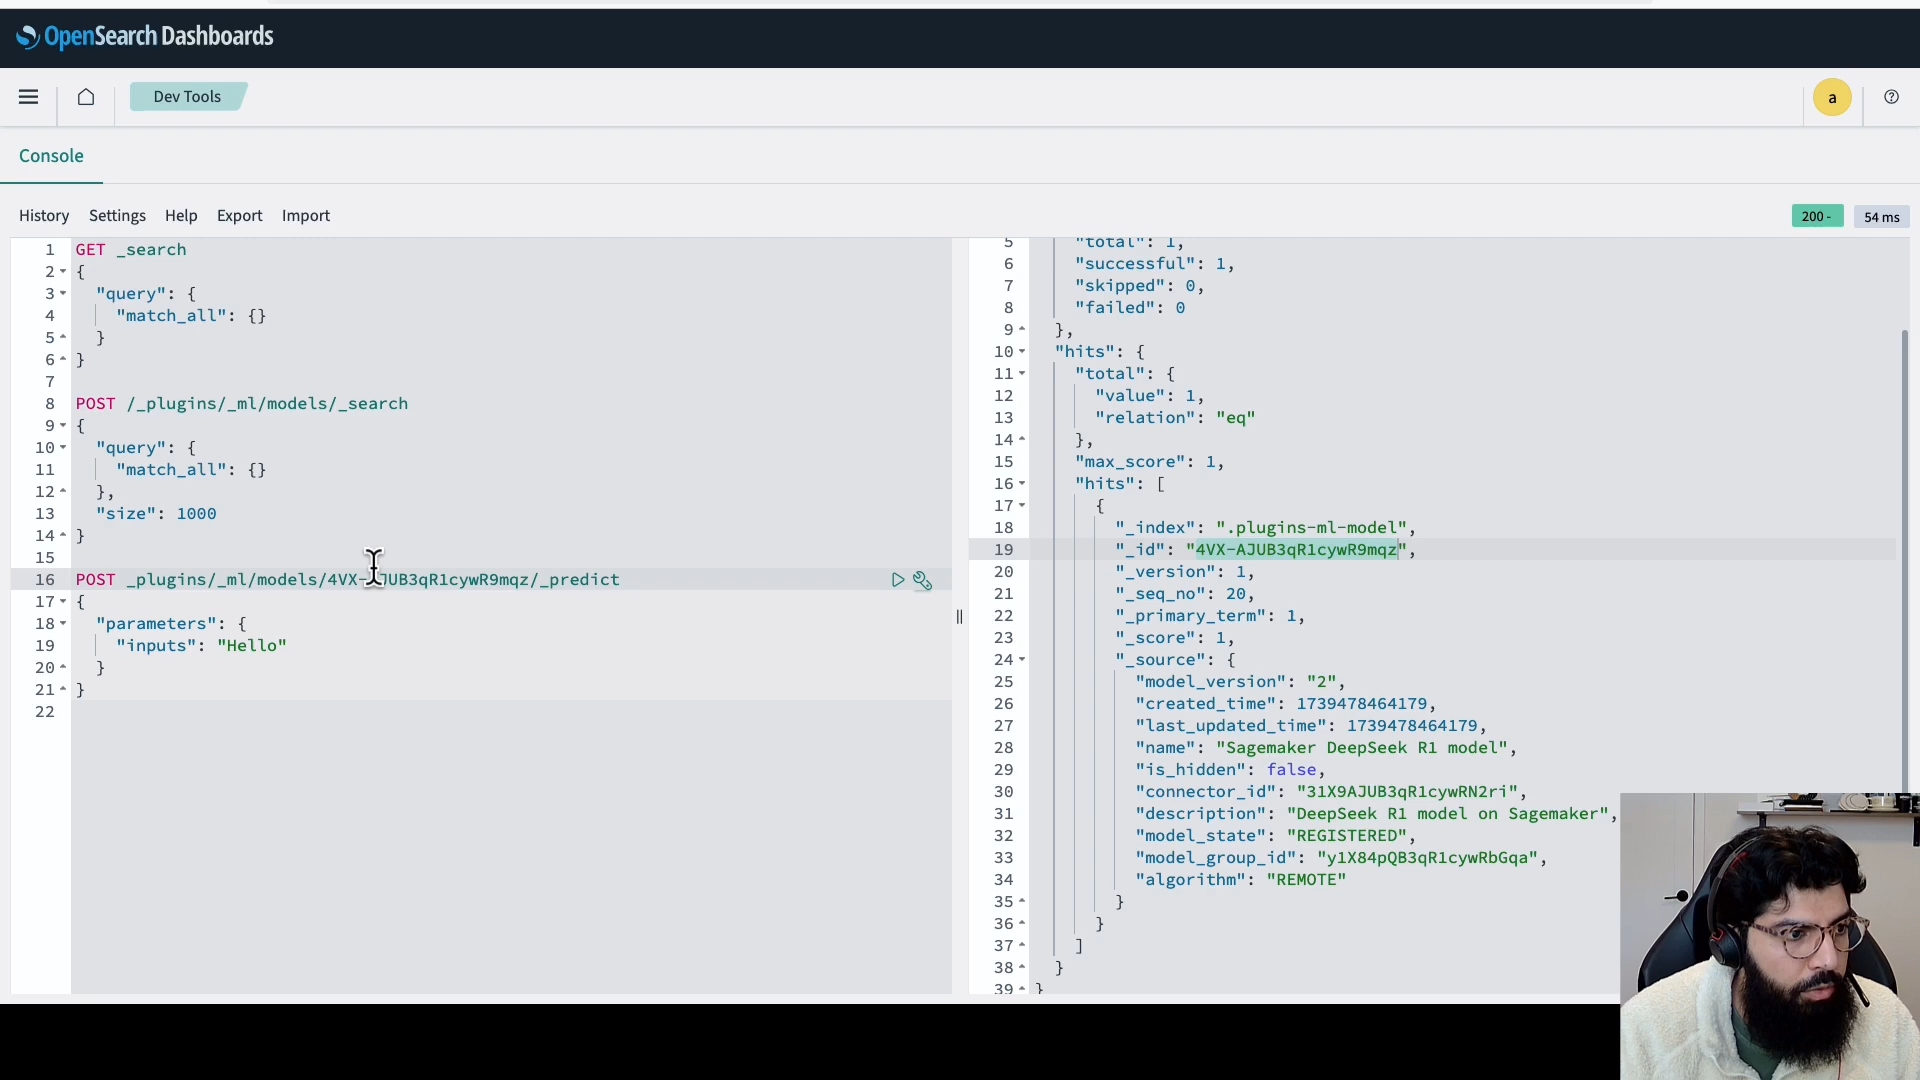 OpenSearch Dashboards
Dev Tools
a
Console
History Settings Help Export Import
200 - 54 ms
1 GET _search
2 {
3 "query": {
4 "match_all": {}
5 }
6 }
7
8 POST /_plugins/_ml/models/_search
9 {
10 "query": {
11 "match_all": {}
12 },
13 "size": 1000
14 }
15
16 POST _plugins/_ml/models/4VX-AJUB3qR1cywR9mqz/_predict
17 {
18 "parameters": {
19 "inputs": "Hello"
20 }
21 }
22
5 "total": 1,
6 "successful": 1,
7 "skipped": 0,
8 "failed": 0
9 },
10 "hits": {
11 "total": {
12 "value": 1,
13 "relation": "eq"
14 },
15 "max_score": 1,
16 "hits": [
17 {
18 "_index": ".plugins-ml-model",
19 "_id": "4VX-AJUB3qR1cywR9mqz",
20 "_version": 1,
21 "_seq_no": 20,
22 "_primary_term": 1,
23 "_score": 1,
24 "_source": {
25 "model_version": "2",
26 "created_time": 1739478464179,
27 "last_updated_time": 1739478464179,
28 "name": "Sagemaker DeepSeek R1 model",
29 "is_hidden": false,
30 "connector_id": "31X9AJUB3qR1cywRN2ri",
31 "description": "DeepSeek R1 model on Sagemaker",
32 "model_state": "REGISTERED",
33 "model_group_id": "y1X84pQB3qR1cywRbGqa",
34 "algorithm": "REMOTE"
35 }
36 }
37 ]
38 }
39 }